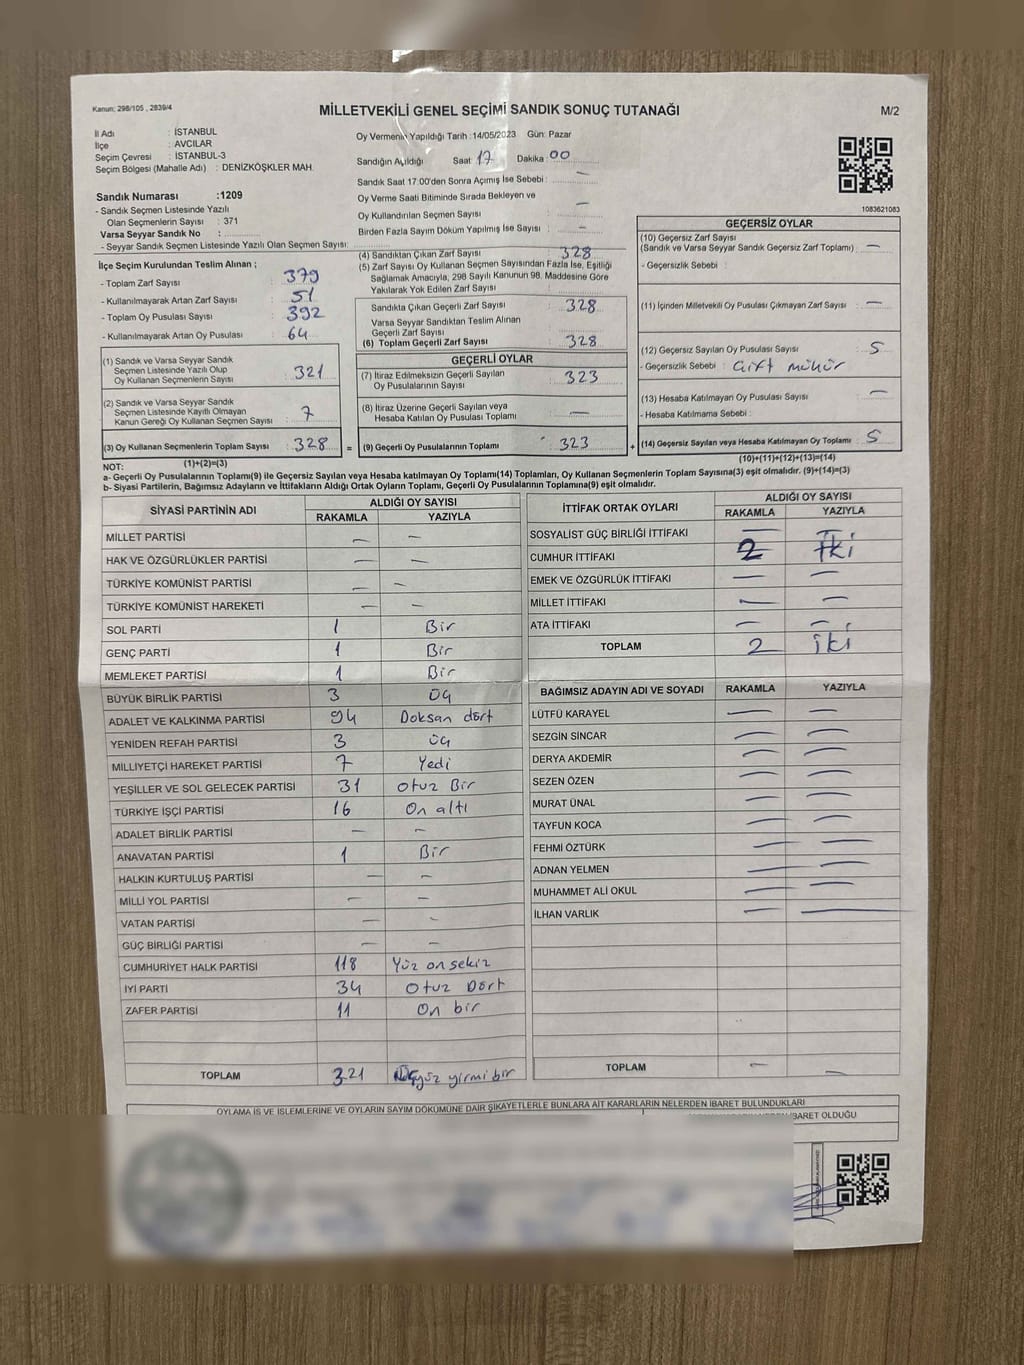 Kanun: 298/105 , 2839/4
MİLLETVEKİLİ GENEL SEÇİMİ SANDIK SONUÇ TUTANAĞI
M/2
İl Adı : İSTANBUL
İlçe : AVCILAR
Seçim Çevresi : İSTANBUL-3
Seçim Bölgesi (Mahalle Adı) : DENİZKÖŞKLER MAH.
Sandık Numarası :1209
- Sandık Seçmen Listesinde Yazılı
Olan Seçmenlerin Sayısı : 371
Varsa Seyyar Sandık No :
- Seyyar Sandık Seçmen Listesinde Yazılı Olan Seçmen Sayısı:
Oy Vermenin Yapıldığı Tarih :14/05/2023 Gün: Pazar
Sandığın Açıldığı Saat : 17 Dakika : 00
Sandık Saat 17:00'den Sonra Açımış İse Sebebi : —
Oy Verme Saati Bitiminde Sırada Bekleyen ve
Oy Kullandırılan Seçmen Sayısı : —
Birden Fazla Sayım Döküm Yapılmış İse Sayısı : —
1083621083
İlçe Seçim Kurulundan Teslim Alınan ;
- Toplam Zarf Sayısı : 379
- Kullanılmayarak Artan Zarf Sayısı : 51
- Toplam Oy Pusulası Sayısı : 392
- Kullanılmayarak Artan Oy Pusulası : 64
(4) Sandıktan Çıkan Zarf Sayısı : 328
(5) Zarf Sayısı Oy Kullanan Seçmen Sayısından Fazla İse, Eşitliği
Sağlamak Amacıyla, 298 Sayılı Kanunun 98. Maddesine Göre
Yakılarak Yok Edilen Zarf Sayısı :
Sandıkta Çıkan Geçerli Zarf Sayısı : 328
Varsa Seyyar Sandıktan Teslim Alınan
Geçerli Zarf Sayısı :
(6) Toplam Geçerli Zarf Sayısı : 328
GEÇERSİZ OYLAR
(10) Geçersiz Zarf Sayısı
(Sandık ve Varsa Seyyar Sandık Geçersiz Zarf Toplamı) : —
- Geçersizlik Sebebi :
(11) İçinden Milletvekili Oy Pusulası Çıkmayan Zarf Sayısı : —
(12) Geçersiz Sayılan Oy Pusulası Sayısı : 5
- Geçersizlik Sebebi : Çift mühür
(13) Hesaba Katılmayan Oy Pusulası Sayısı : —
- Hesaba Katılmama Sebebi :
(1) Sandık ve Varsa Seyyar Sandık
Seçmen Listesinde Yazılı Olup
Oy Kullanan Seçmenlerin Sayısı : 321
(2) Sandık ve Varsa Seyyar Sandık
Seçmen Listesinde Kayıtlı Olmayan
Kanun Gereği Oy Kullanan Seçmen Sayısı : 7
GEÇERLİ OYLAR
(7) İtiraz Edilmeksizin Geçerli Sayılan
Oy Pusulalarının Sayısı : 323
(8) İtiraz Üzerine Geçerli Sayılan veya
Hesaba Katılan Oy Pusulası Toplamı : —
(3) Oy Kullanan Seçmenlerin Toplam Sayısı : 328 = (9) Geçerli Oy Pusulalarının Toplamı : 323 + (14) Geçersiz Sayılan veya Hesaba Katılmayan Oy Toplamı : 5
NOT: (1)+(2)=(3) (10)+(11)+(12)+(13)=(14)
a- Geçerli Oy Pusulalarının Toplamı(9) ile Geçersiz Sayılan veya Hesaba katılmayan Oy Toplamı(14) Toplamları, Oy Kullanan Seçmenlerin Toplam Sayısına(3) eşit olmalıdır. (9)+(14)=(3)
b- Siyasi Partilerin, Bağımsız Adayların ve İttifakların Aldığı Ortak Oyların Toplamı, Geçerli Oy Pusulalarının Toplamına(9) eşit olmalıdır.
SİYASİ PARTİNİN ADI ALDIĞI OY SAYISI
RAKAMLA YAZIYLA
MİLLET PARTİSİ — —
HAK VE ÖZGÜRLÜKLER PARTİSİ — —
TÜRKİYE KOMÜNİST PARTİSİ — —
TÜRKİYE KOMÜNİST HAREKETİ — —
SOL PARTİ 1 Bir
GENÇ PARTİ 1 Bir
MEMLEKET PARTİSİ 1 Bir
BÜYÜK BİRLİK PARTİSİ 3 üç
ADALET VE KALKINMA PARTİSİ 94 Doksan dört
YENİDEN REFAH PARTİSİ 3 üç
MİLLİYETÇİ HAREKET PARTİSİ 7 Yedi
YEŞİLLER VE SOL GELECEK PARTİSİ 31 Otuz Bir
TÜRKİYE İŞÇİ PARTİSİ 16 On altı
ADALET BİRLİK PARTİSİ — —
ANAVATAN PARTİSİ 1 Bir
HALKIN KURTULUŞ PARTİSİ — —
MİLLİ YOL PARTİSİ — —
VATAN PARTİSİ — —
GÜÇ BİRLİĞİ PARTİSİ — —
CUMHURİYET HALK PARTİSİ 118 Yüz on sekiz
İYİ PARTİ 34 Otuz Dört
ZAFER PARTİSİ 11 On bir
TOPLAM 321 üçyüz yirmi bir
İTTİFAK ORTAK OYLARI ALDIĞI OY SAYISI
RAKAMLA YAZIYLA
SOSYALİST GÜÇ BİRLİĞİ İTTİFAKI — —
CUMHUR İTTİFAKI 2 İki
EMEK VE ÖZGÜRLÜK İTTİFAKI — —
MİLLET İTTİFAKI — —
ATA İTTİFAKI — —
TOPLAM 2 iki
BAĞIMSIZ ADAYIN ADI VE SOYADI RAKAMLA YAZIYLA
LÜTFÜ KARAYEL — —
SEZGİN SİNCAR — —
DERYA AKDEMİR — —
SEZEN ÖZEN — —
MURAT ÜNAL — —
TAYFUN KOCA — —
FEHMİ ÖZTÜRK — —
ADNAN YELMEN — —
MUHAMMET ALİ OKUL — —
İLHAN VARLIK — —
TOPLAM — —
OYLAMA İŞ VE İŞLEMLERİNE VE OYLARIN SAYIM DÖKÜMÜNE DAİR ŞİKAYETLERLE BUNLARA AİT KARARLARIN NELERDEN İBARET BULUNDUKLARI
İBARET OLDUĞU